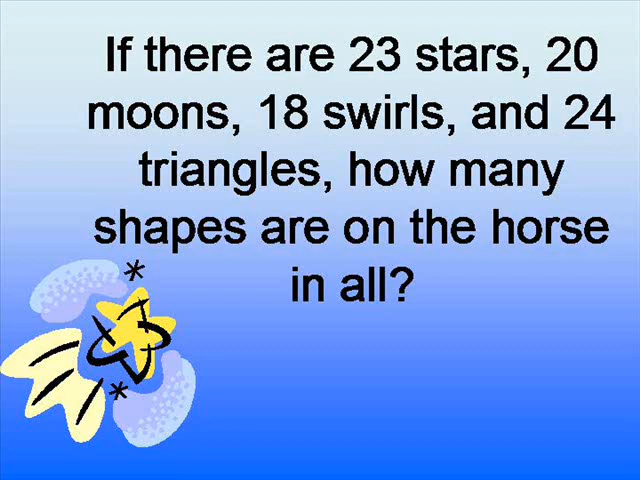 If there are 23 stars, 20
moons, 18 swirls, and 24
triangles, how many
shapes are on the horse
in all?